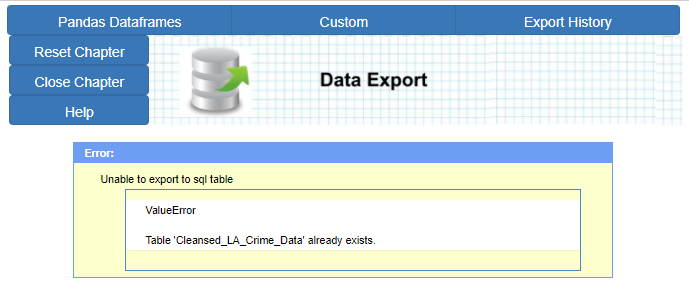 Pandas Dataframes
Custom
Export History
Reset Chapter
Close Chapter
Help
Data Export
Error:
Unable to export to sql table
ValueError
Table 'Cleansed_LA_Crime_Data' already exists.